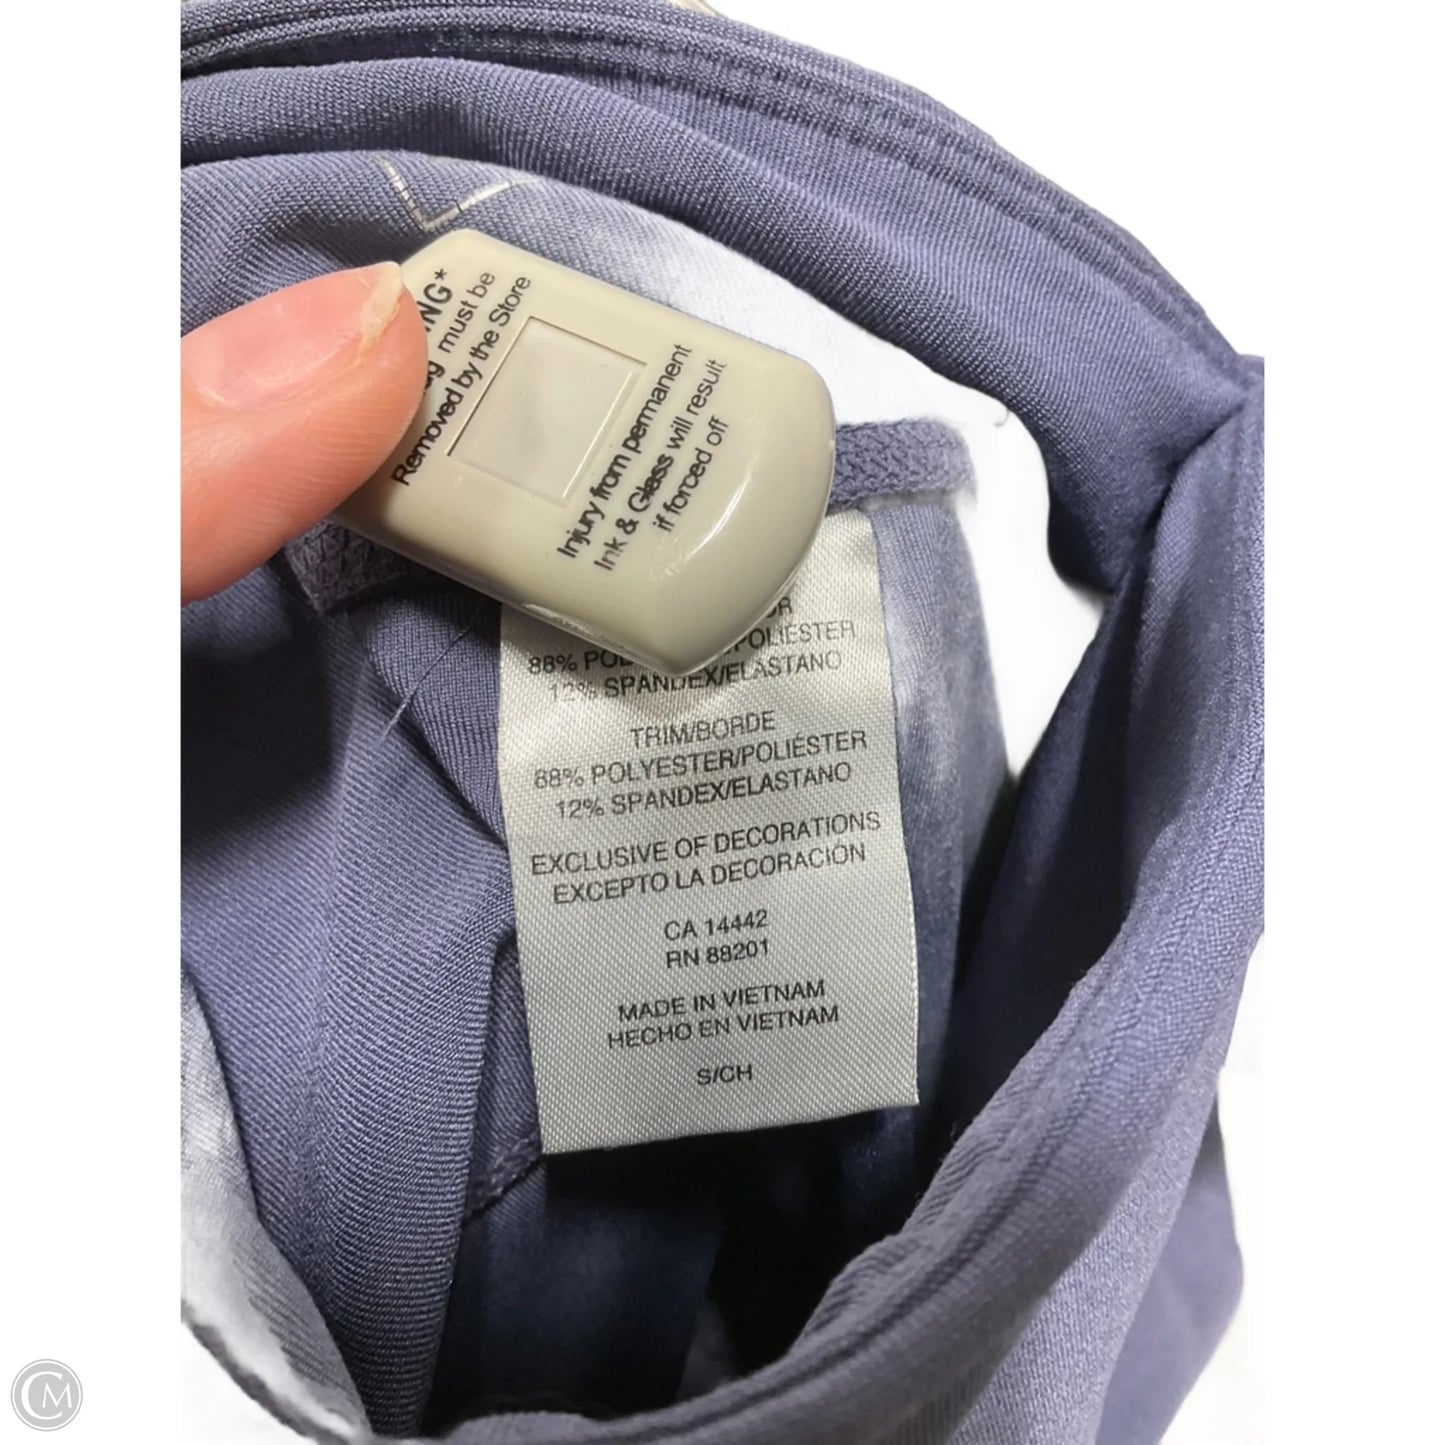 must be
Removed by the Store
Injury from permanent
Ink & Glass will result
if forced off
88%
12% SPANDEX/ELASTANO
TRIM/BORDE
88% POLYESTER/POLIÉSTER
12% SPANDEX/ELASTANO
EXCLUSIVE OF DECORATIONS
EXCEPTO LA DECORACION
CA 14442
RN 88201
MADE IN VIETNAM
HECHO EN VIETNAM
S/CH
CM